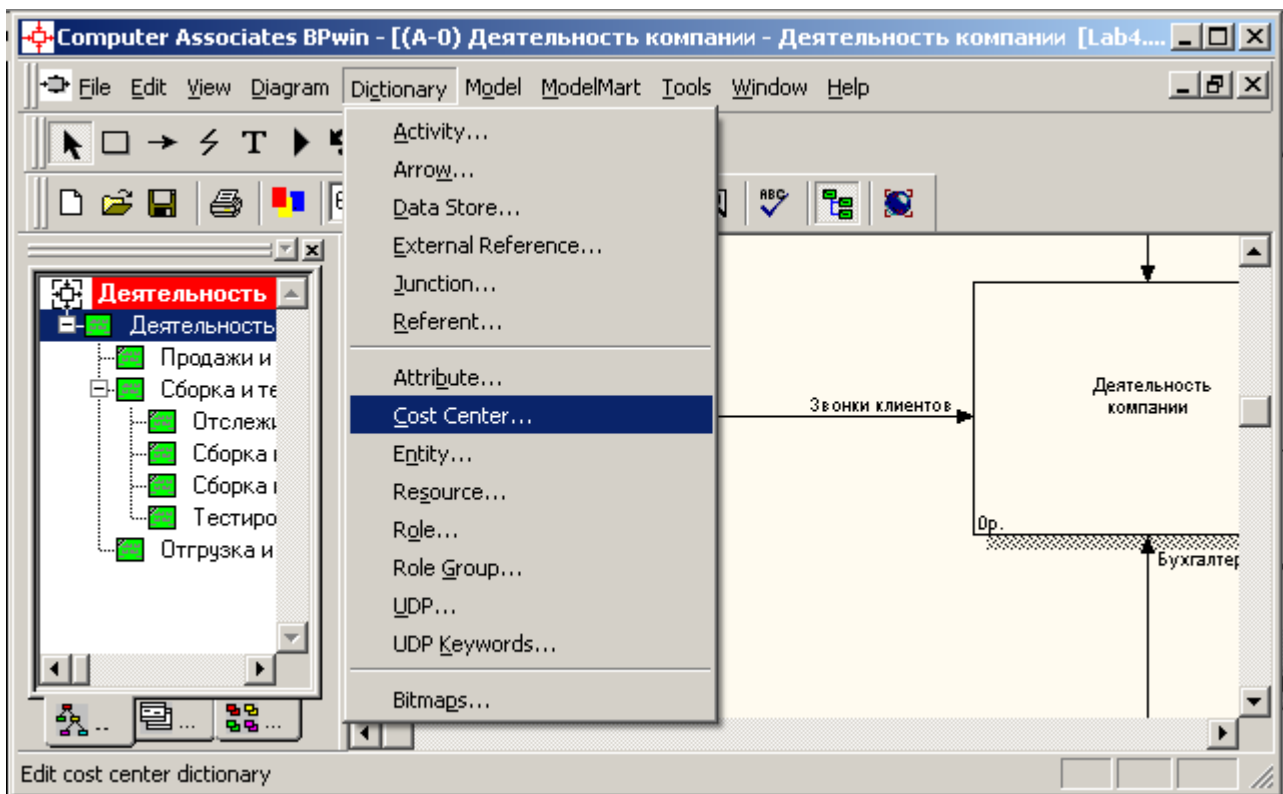 Computer Associates BPwin - [(A-0) Деятельность компании - Деятельность компании [Lab4....
File Edit View Diagram Dictionary Model ModelMart Tools Window Help
T
ABC
Activity...
Arrow...
Data Store...
External Reference...
Junction...
Referent...
Attribute...
Cost Center...
Entity...
Resource...
Role...
Role Group...
UDP...
UDP Keywords...
Bitmaps...
Деятельность
Деятельность
Продажи и
Сборка и те
Отслежи
Сборка
Сборка
Тестиро
Отгрузка и
.. ... ...
Звонки клиентов
Деятельность
компании
0р.
Бухгалтер
Edit cost center dictionary